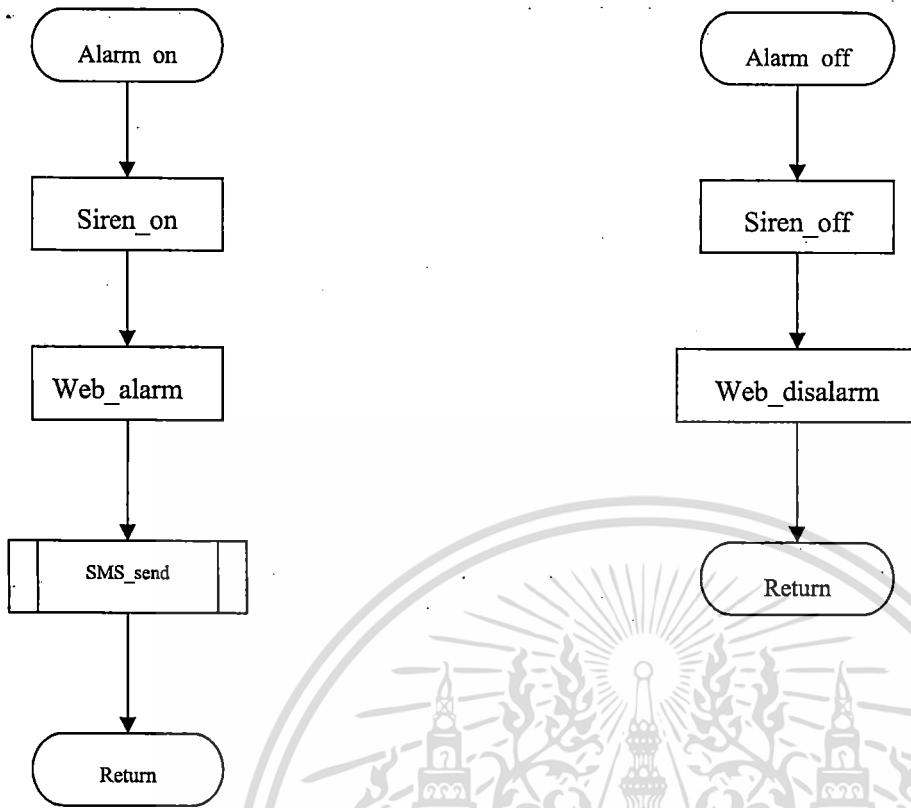 Alarm on
Siren_on
Web_alarm
SMS_send
Return
Alarm off
Siren_off
Web_disalarm
Return